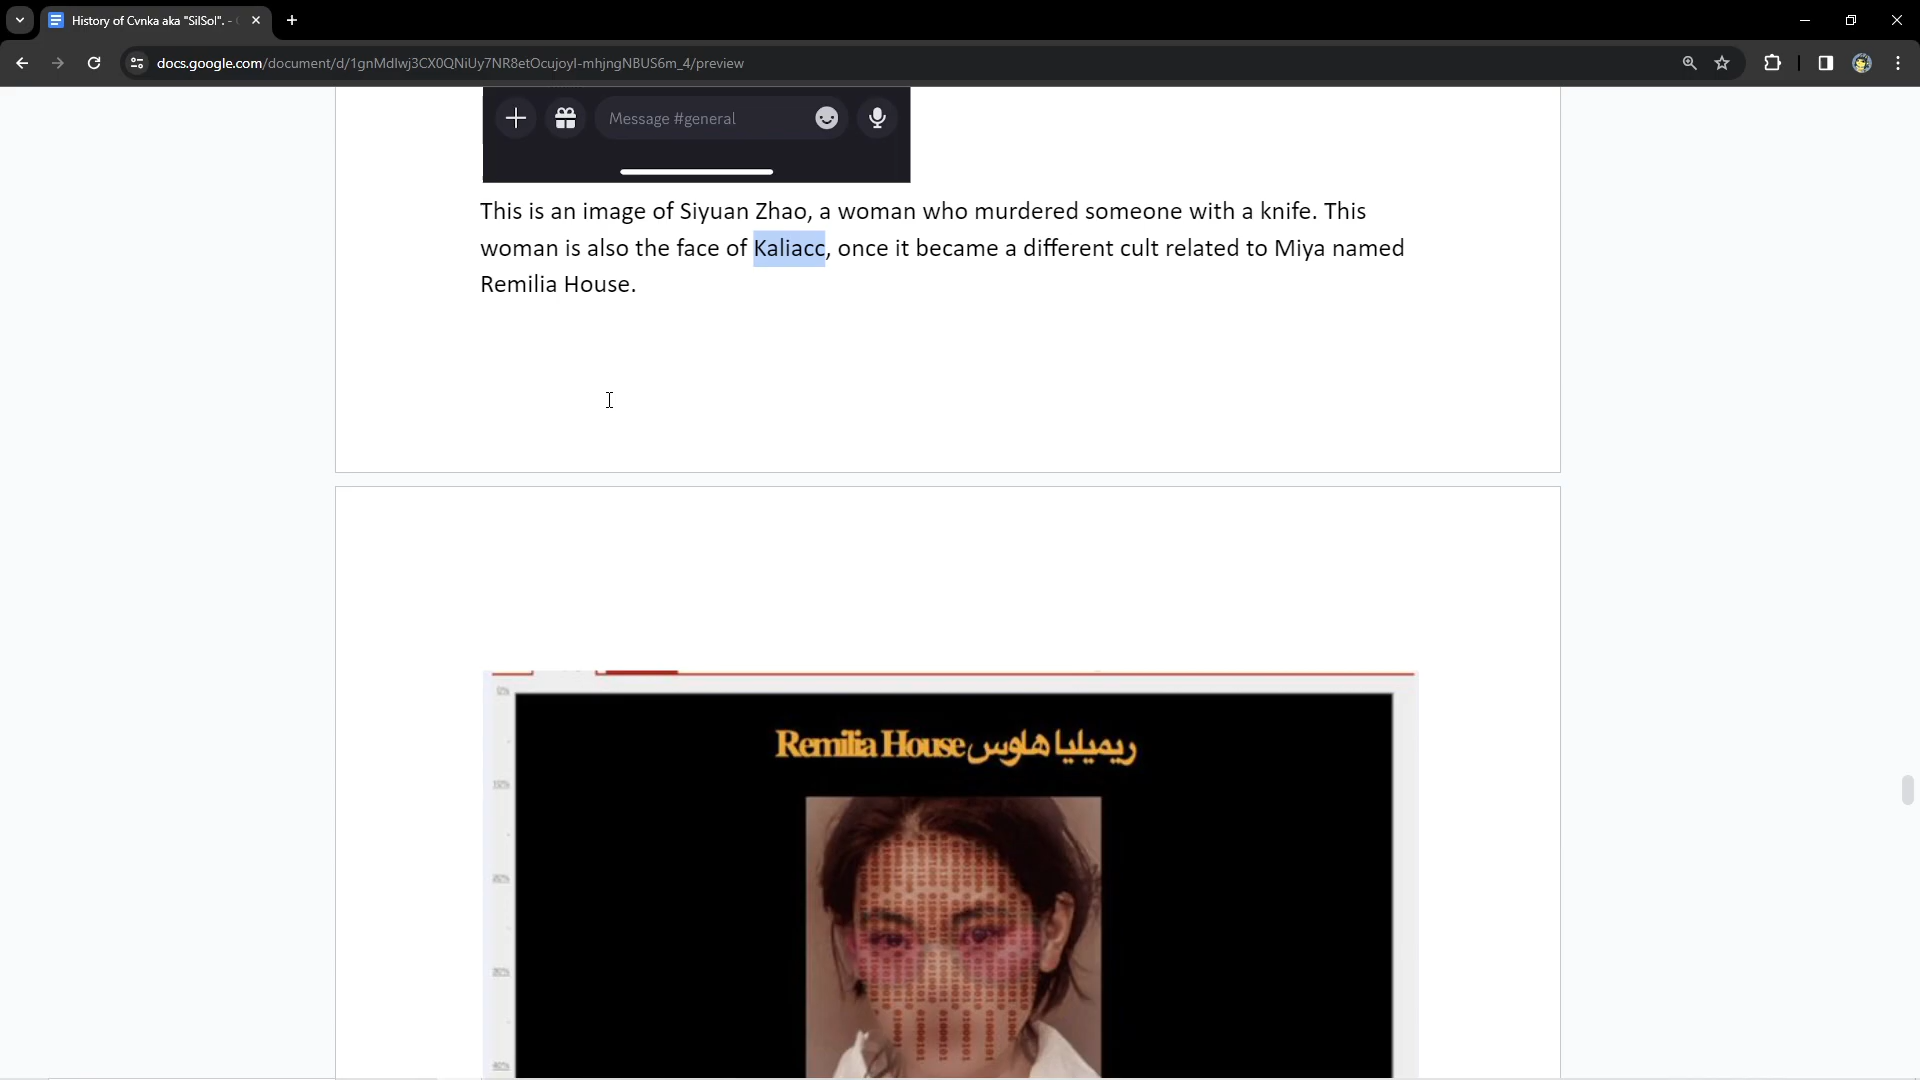 History of Cvnka aka "SilSol". -
docs.google.com/document/d/1gnMdIwj3CX0QNiUy7NR8etOcujoyI-mhjngNBUS6m_4/preview
Message #general
This is an image of Siyuan Zhao, a woman who murdered someone with a knife. This
woman is also the face of Kaliacc, once it became a different cult related to Miya named
Remilia House.
Remilia House ريميليا هاوس